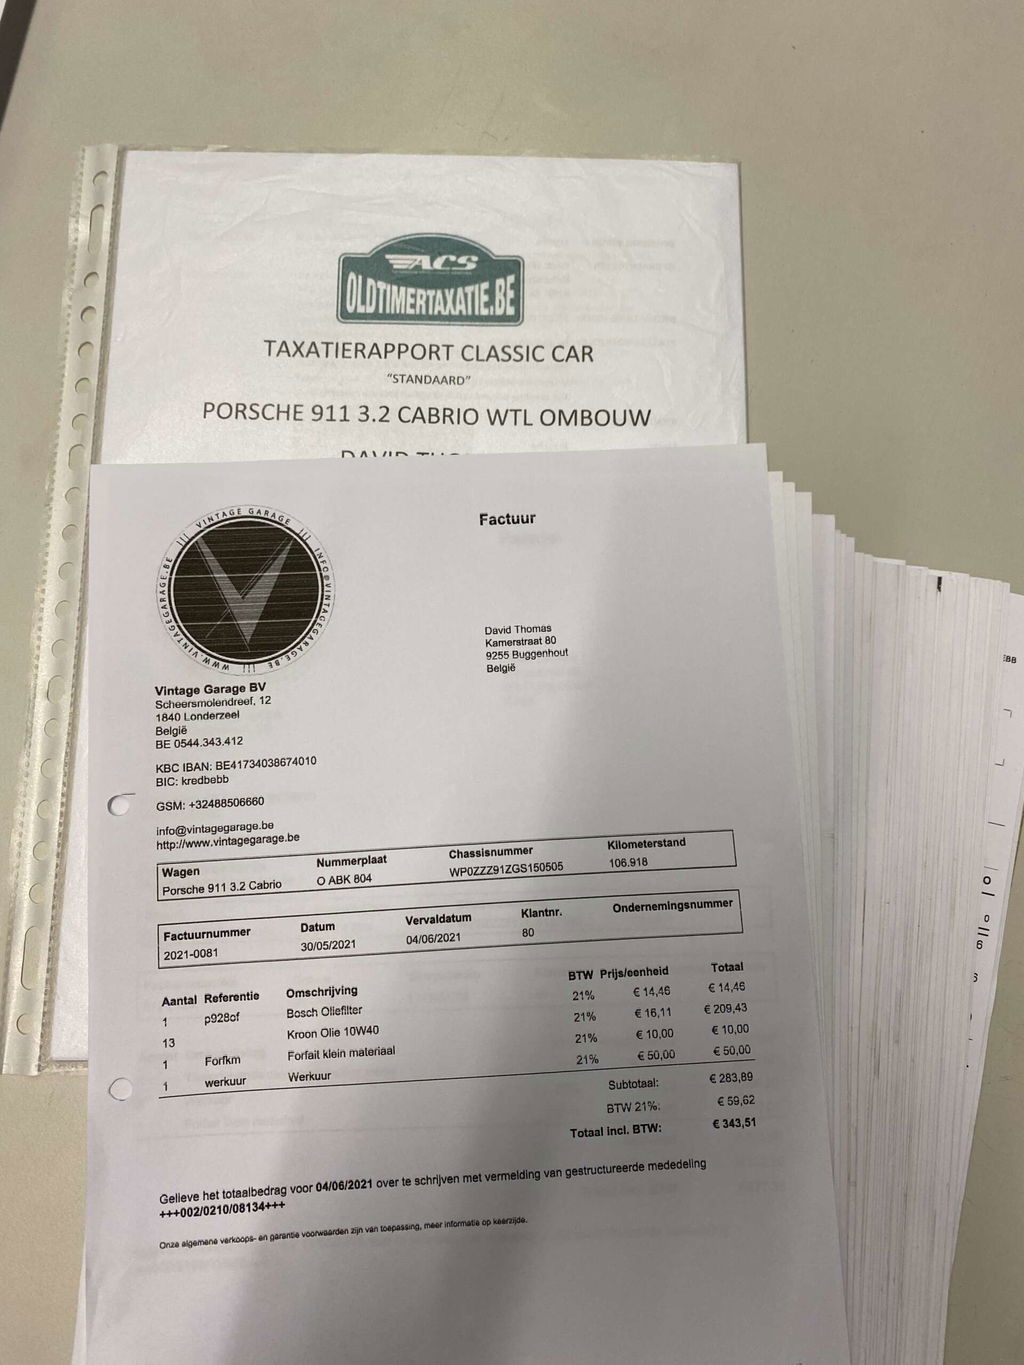 ACS
OLDTIMERTAXATIE.BE
TAXATIERAPPORT CLASSIC CAR
"STANDAARD"
PORSCHE 911 3.2 CABRIO WTL OMBOUW
DAVID
VINTAGE GARAGE
INFO@VINTAGEGARAGE.BE
WWW.VINTAGEGARAGE.BE
Factuur
David Thomas
Kamerstraat 80
9255 Buggenhout
België
Vintage Garage BV
Scheersmolendreef, 12
1840 Londerzeel
België
BE 0544.343.412
KBC IBAN: BE41734038674010
BIC: kredbebb
GSM: +32488506660
info@vintagegarage.be
http://www.vintagegarage.be
Wagen Nummerplaat Chassisnummer Kilometerstand
Porsche 911 3.2 Cabrio O ABK 804 WP0ZZZ91ZGS150505 106.918
Factuurnummer Datum Vervaldatum Klantnr. Ondernemingsnummer
2021-0081 30/05/2021 04/06/2021 80
Aantal Referentie Omschrijving BTW Prijs/eenheid Totaal
1 p928of Bosch Oliefilter 21% € 14,46 € 14,46
13 Kroon Olie 10W40 21% € 16,11 € 209,43
1 Forfkm Forfait klein materiaal 21% € 10,00 € 10,00
1 werkuur Werkuur 21% € 50,00 € 50,00
Subtotaal: € 283,89
BTW 21%: € 59,62
Totaal incl. BTW: € 343,51
Gelieve het totaalbedrag voor 04/06/2021 over te schrijven met vermelding van gestructureerde mededeling
+++002/0210/08134+++
Onze algemene verkoops- en garantie voorwaarden zijn van toepassing, meer informatie op keerzijde.